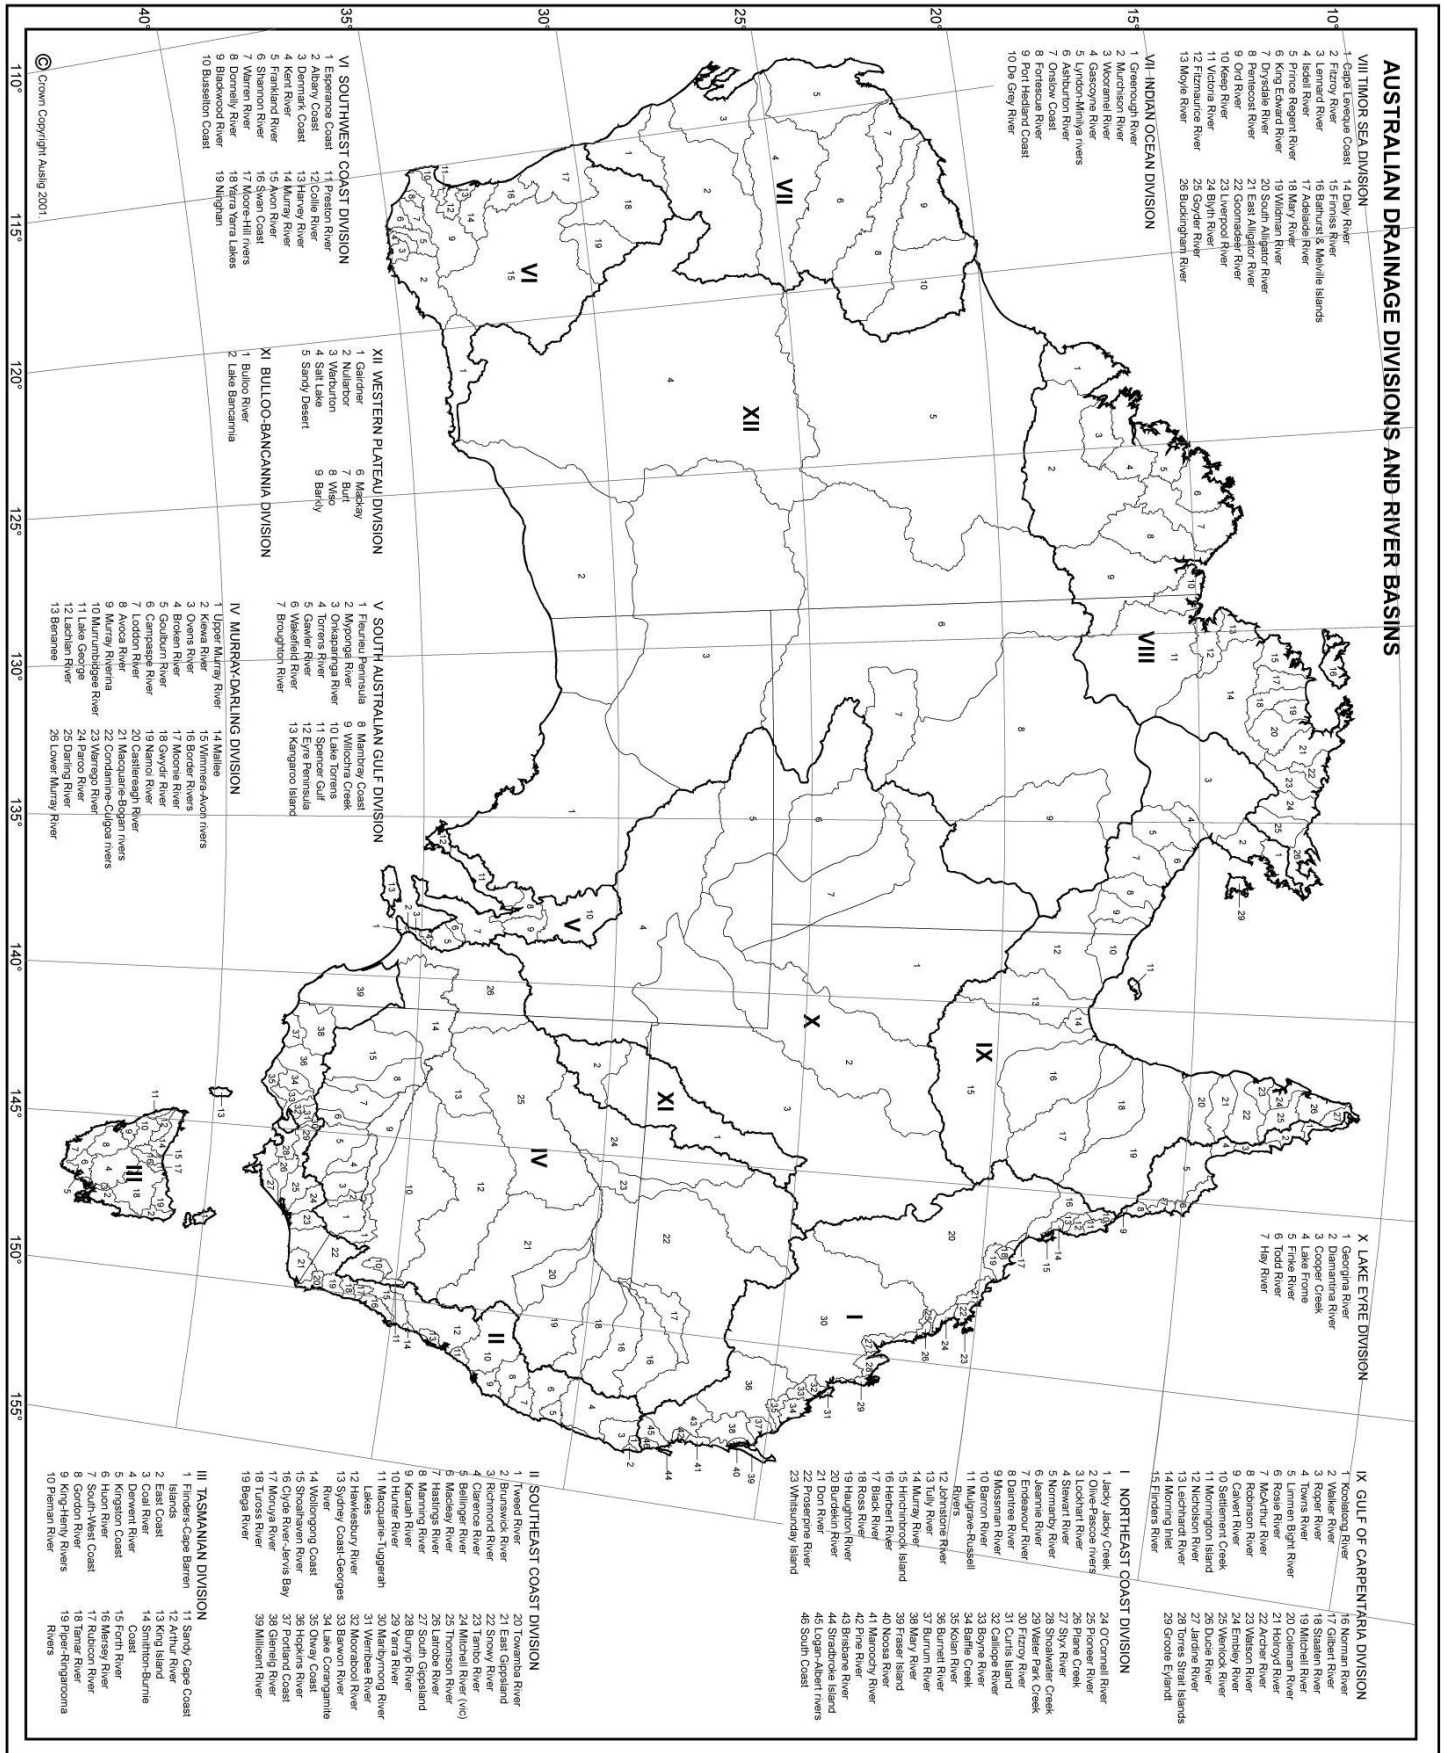 AUSTRALIAN DRAINAGE DIVISIONS AND RIVER BASINS
VIII TIMOR SEA DIVISION
1 Cape Leveque Coast
2 Fitzroy River
3 Lennard River
4 Isdell River
5 Prince Regent River
6 King Edward River
7 Drysdale River
8 Pentecost River
9 Ord River
10 Keep River
11 Victoria River
12 Fitzmaurice River
13 Moyle River
14 Daly River
15 Finniss River
16 Bathurst & Melville Islands
17 Adelaide River
18 Mary River
19 Wildman River
20 South Alligator River
21 East Alligator River
22 Goomadeer River
23 Liverpool River
24 Blyth River
25 Goyder River
26 Buckingham River
VII INDIAN OCEAN DIVISION
1 Greenough River
2 Murchison River
3 Wooramel River
4 Gascoyne River
5 Lyndon-Minilya rivers
6 Ashburton River
7 Onslow Coast
8 Fortescue River
9 Port Hedland Coast
10 De Grey River
IX GULF OF CARPENTARIA DIVISION
1 Koolatong River
2 Walker River
3 Roper River
4 Towns River
5 Limmen Bight River
6 Rosie River
7 McArthur River
8 Robinson River
9 Calvert River
10 Settlement Creek
11 Mornington Island
12 Nicholson River
13 Leichhardt River
14 Morning Inlet
15 Flinders River
16 Norman River
17 Gilbert River
18 Staaten River
19 Mitchell River
20 Coleman River
21 Holroyd River
22 Archer River
23 Watson River
24 Embley River
25 Wenlock River
26 Ducie River
27 Jardine River
28 Torres Strait Islands
29 Groote Eylandt
X LAKE EYRE DIVISION
1 Georgina River
2 Diamantina River
3 Cooper Creek
4 Lake Frome
5 Finke River
6 Todd River
7 Hay River
I NORTHEAST COAST DIVISION
1 Jacky Jacky Creek
2 Olive-Pascoe rivers
3 Lockhart River
4 Stewart River
5 Normanby River
6 Jeannie River
7 Endeavour River
8 Daintree River
9 Mossman River
10 Barron River
11 Mulgrave-Russell
Rivers
12 Johnstone River
13 Tully River
14 Murray River
15 Hinchinbrook Island
16 Herbert River
17 Black River
18 Ross River
19 Haughton River
20 Burdekin River
21 Don River
22 Proserpine River
23 Whitsunday Island
24 O'Connell River
25 Pioneer River
26 Plane Creek
27 Styx River
28 Shoalwater Creek
29 Water Park Creek
30 Fitzroy River
31 Curtis Island
32 Calliope River
33 Boyne River
34 Baffle Creek
35 Kolan River
36 Burnett River
37 Burrum River
38 Mary River
39 Fraser Island
40 Noosa River
41 Maroochy River
42 Pine River
43 Brisbane River
44 Stradbroke Island
45 Logan-Albert rivers
46 South Coast
VI SOUTHWEST COAST DIVISION
1 Esperance Coast
2 Albany Coast
3 Denmark Coast
4 Kent River
5 Frankland River
6 Shannon River
7 Warren River
8 Donnelly River
9 Blackwood River
10 Busselton Coast
11 Preston River
12 Collie River
13 Harvey River
14 Murray River
15 Avon River
16 Swan Coast
17 Moore-Hill rivers
18 Yarra Yarra Lakes
19 Ninghan
XII WESTERN PLATEAU DIVISION
1 Gairdner
2 Nullarbor
3 Warburton
4 Salt Lake
5 Sandy Desert
6 Mackay
7 Burt
8 Wiso
9 Barkly
XI BULLOO-BANCANNIA DIVISION
1 Bulloo River
2 Lake Bancannia
V SOUTH AUSTRALIAN GULF DIVISION
1 Fleurieu Peninsula
2 Myponga River
3 Onkaparinga River
4 Torrens River
5 Gawler River
6 Wakefield River
7 Broughton River
8 Mambray Coast
9 Willochra Creek
10 Lake Torrens
11 Spencer Gulf
12 Eyre Peninsula
13 Kangaroo Island
IV MURRAY-DARLING DIVISION
1 Upper Murray River
2 Kiewa River
3 Ovens River
4 Broken River
5 Goulburn River
6 Campaspe River
7 Loddon River
8 Avoca River
9 Murray Riverina
10 Murrumbidgee River
11 Lake George
12 Lachlan River
13 Benanee
14 Mallee
15 Wimmera-Avon rivers
16 Border Rivers
17 Moonie River
18 Gwydir River
19 Namoi River
20 Castlereagh River
21 Macquarie-Bogan rivers
22 Condamine-Culgoa rivers
23 Warrego River
24 Paroo River
25 Darling River
26 Lower Murray River
II SOUTHEAST COAST DIVISION
1 Tweed River
2 Brunswick River
3 Richmond River
4 Clarence River
5 Bellinger River
6 Macleay River
7 Hastings River
8 Manning River
9 Karuah River
10 Hunter River
11 Macquarie-Tuggerah
Lakes
12 Hawkesbury River
13 Sydney Coast-Georges
River
14 Wollongong Coast
15 Shoalhaven River
16 Clyde River-Jervis Bay
17 Moruya River
18 Tuross River
19 Bega River
20 Towamba River
21 East Gippsland
22 Snowy River
23 Tambo River
24 Mitchell River (vic)
25 Thomson River
26 Latrobe River
27 South Gippsland
28 Bunyip River
29 Yarra River
30 Maribyrnong River
31 Werribee River
32 Moorabool River
33 Barwon River
34 Lake Corangamite
35 Otway Coast
36 Hopkins River
37 Portland Coast
38 Glenelg River
39 Millicent River
III TASMANIAN DIVISION
1 Flinders-Cape Barren
Islands
2 East Coast
3 Coal River
4 Derwent River
5 Kingston Coast
6 Huon River
7 South-West Coast
8 Gordon River
9 King-Henty Rivers
10 Pieman River
11 Sandy Cape Coast
12 Arthur River
13 King Island
14 Smithton-Burnie
Coast
15 Forth River
16 Mersey River
17 Rubicon River
18 Tamar River
19 Piper-Ringarooma
Rivers
I
II
III
IV
V
VI
VII
VIII
IX
X
XI
XII
10°
15°
20°
25°
30°
35°
40°
110°
115°
120°
125°
130°
135°
140°
145°
150°
155°
© Crown Copyright Auslig 2001.